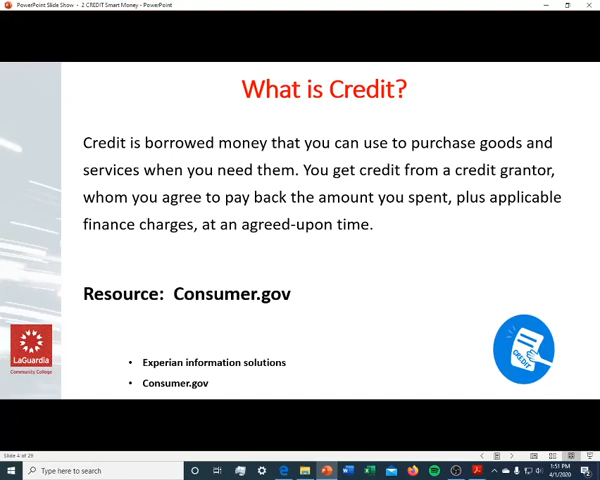 PowerPoint Slide Show - 2 CREDIT Smart Money - PowerPoint
What is Credit?
Credit is borrowed money that you can use to purchase goods and
services when you need them. You get credit from a credit grantor,
whom you agree to pay back the amount you spent, plus applicable
finance charges, at an agreed-upon time.
Resource: Consumer.gov
LaGuardia
Community College
CREDIT
• Experian information solutions
• Consumer.gov
Slide 4 of 29
Type here to search
1:51 PM
4/1/2020